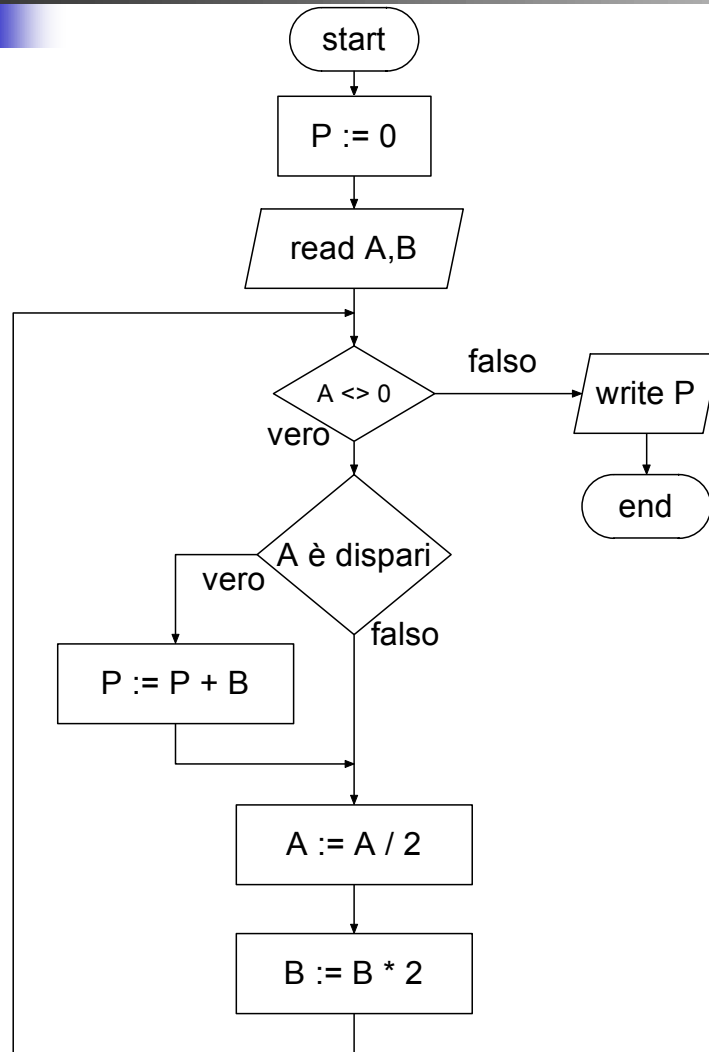 start
P := 0
read A,B
A <> 0
falso
write P
end
vero
A è dispari
vero
falso
P := P + B
A := A / 2
B := B * 2